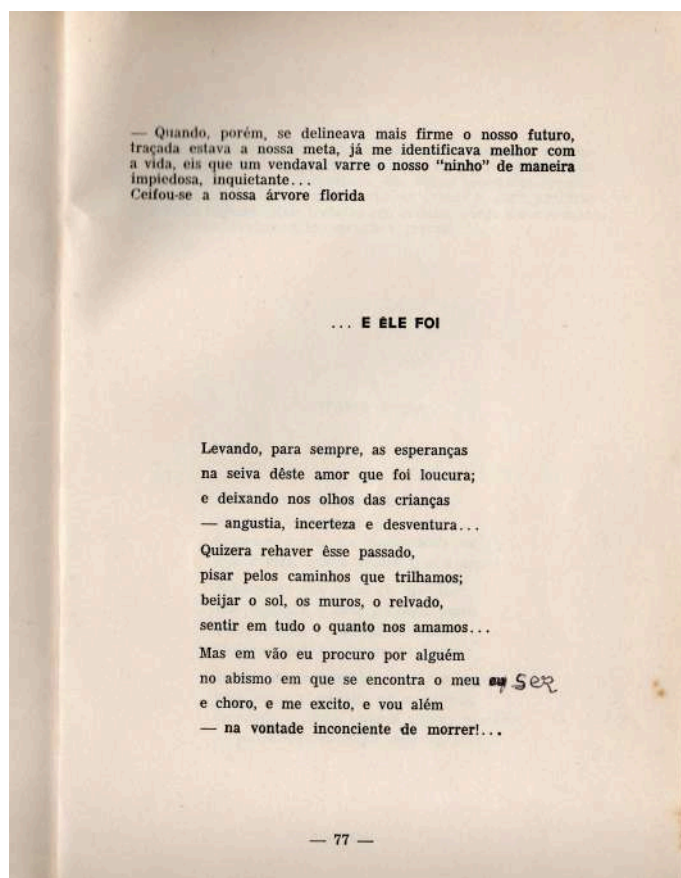 — Quando, porém, se delineava mais firme o nosso futuro,
traçada estava a nossa meta, já me identificava melhor com
a vida, eis que um vendaval varre o nosso "ninho" de maneira
impiedosa, inquietante...
Ceifou-se a nossa árvore florida
... E ÊLE FOI
Levando, para sempre, as esperanças
na seiva dêste amor que foi loucura;
e deixando nos olhos das crianças
— angustia, incerteza e desventura...
Quizera rehaver êsse passado,
pisar pelos caminhos que trilhamos;
beijar o sol, os muros, o relvado,
sentir em tudo o quanto nos amamos...
Mas em vão eu procuro por alguém
no abismo em que se encontra o meu SER
e choro, e me excito, e vou além
— na vontade inconciente de morrer!...
— 77 —